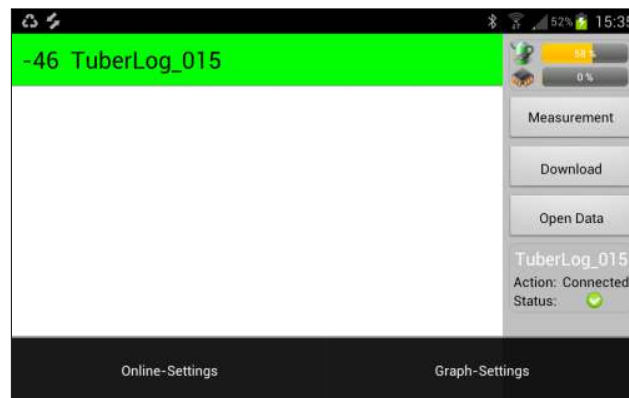 52% 15:35
-46 TuberLog_015
58 %
0 %
Measurement
Download
Open Data
TuberLog_015
Action: Connected
Status:
Online-Settings Graph-Settings